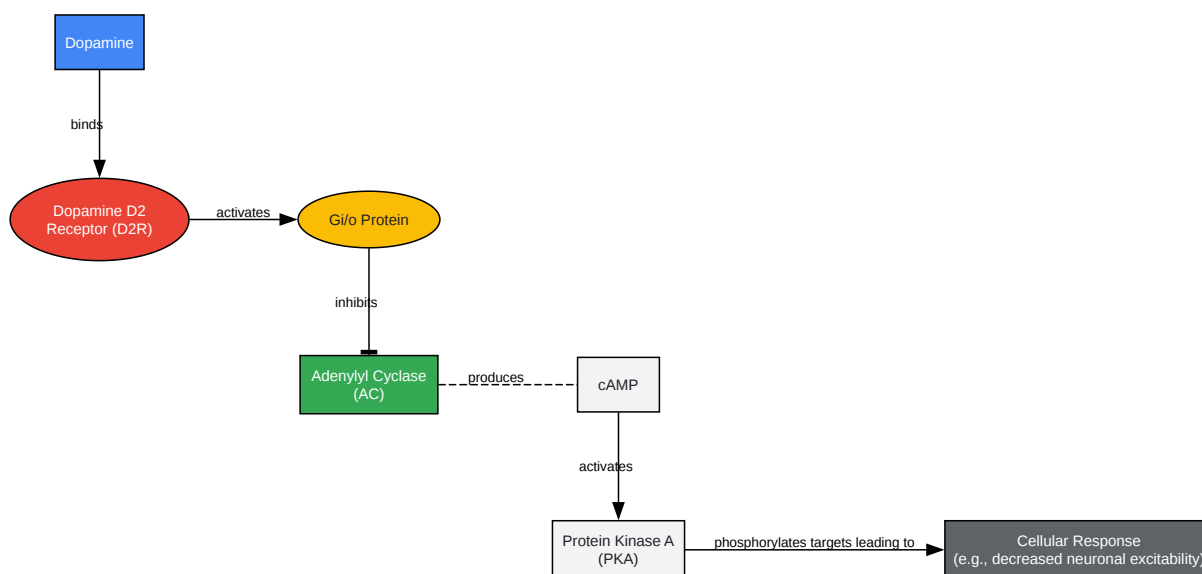 Dopamine
binds
Dopamine D2
Receptor (D2R)
activates
Gi/o Protein
inhibits
Adenylyl Cyclase
(AC)
produces
cAMP
activates
Protein Kinase A
(PKA)
phosphorylates targets leading to
Cellular Response
(e.g., decreased neuronal excitability)